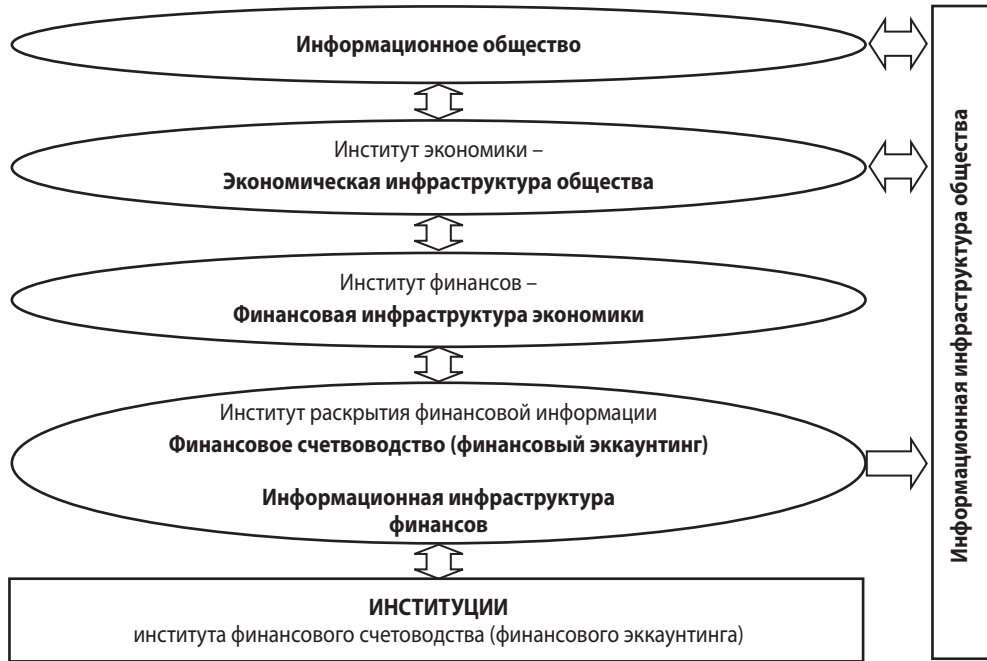 Информационное общество
Институт экономики –
Экономическая инфраструктура общества
Институт финансов –
Финансовая инфраструктура экономики
Институт раскрытия финансовой информации
Финансовое счетвоводство (финансовый эккаунтинг)
Информационная инфраструктура
финансов
ИНСТИТУЦИИ
института финансового счетоводства (финансового эккаунтинга)
Информационная инфраструктура общества